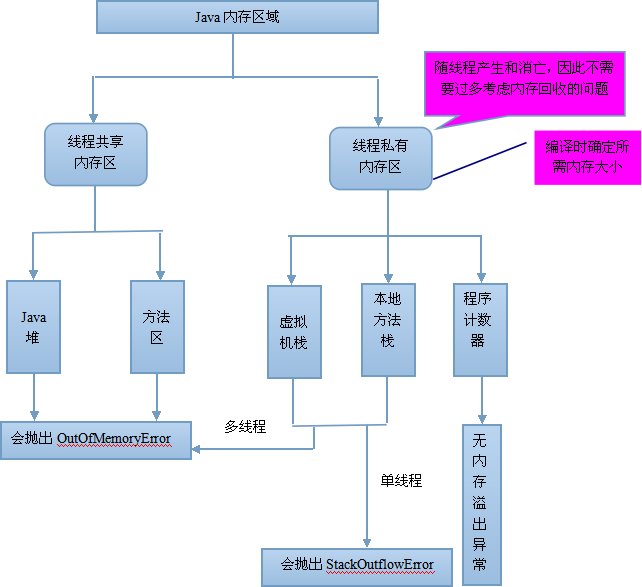 Java 内存区域
随线程产生和消亡，因此不需
要过多考虑内存回收的问题
线程共享
内存区
线程私有
内存区
编译时确定所
需内存大小
Java
堆
方法
区
虚拟
机栈
本地
方法
栈
程序
计数
器
会抛出 OutOfMemoryError
多线程
单线程
无
内
存
溢
出
异
常
会抛出 StackOutflowError